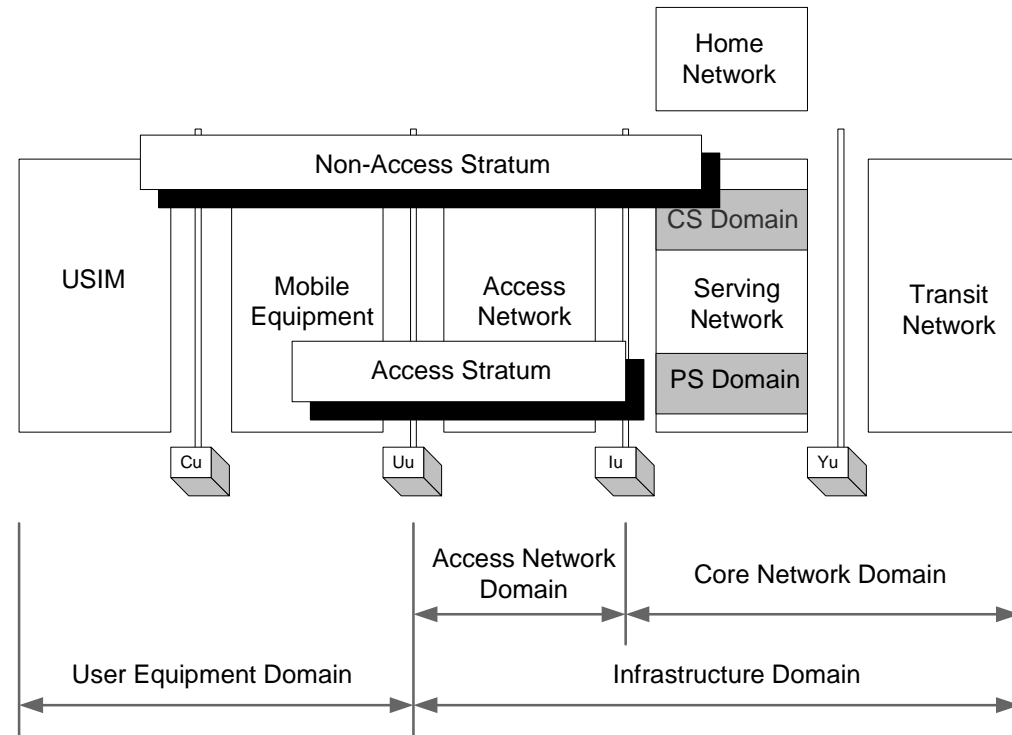 Home
Network
Non-Access Stratum
CS Domain
USIM
Mobile
Equipment
Access
Network
Serving
Network
Transit
Network
Access Stratum
PS Domain
Cu
Uu
Iu
Yu
Access Network
Domain
Core Network Domain
User Equipment Domain
Infrastructure Domain